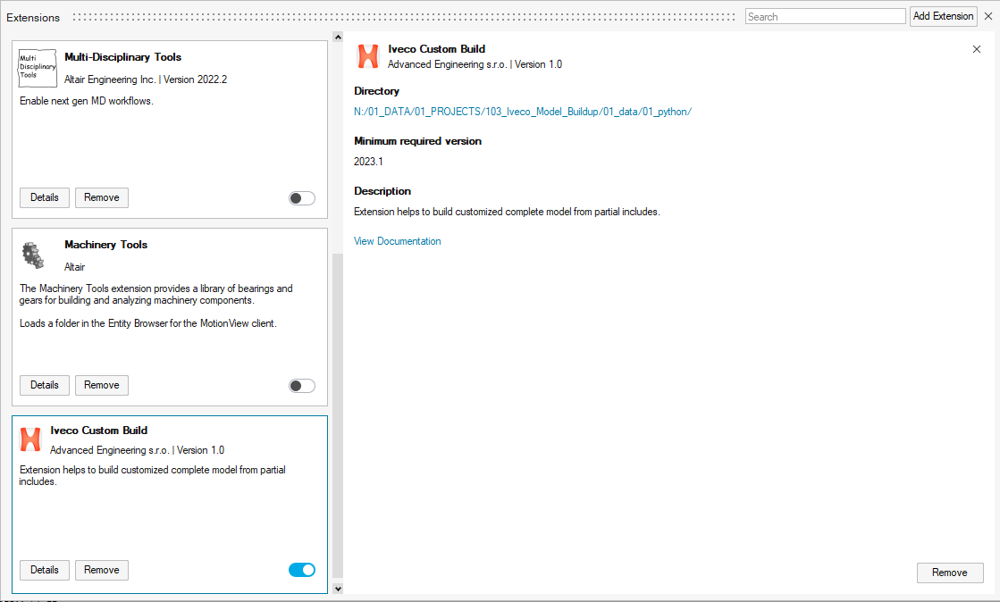 Extensions
Search
Add Extension
Multi
Disciplinary
Tools
Multi-Disciplinary Tools
Altair Engineering Inc. | Version 2022.2
Enable next gen MD workflows.
Details
Remove
Machinery Tools
Altair
The Machinery Tools extension provides a library of bearings and
gears for building and analyzing machinery components.
Loads a folder in the Entity Browser for the MotionView client.
Details
Remove
Iveco Custom Build
Advanced Engineering s.r.o. | Version 1.0
Extension helps to build customized complete model from partial
includes.
Details
Remove
Iveco Custom Build
Advanced Engineering s.r.o. | Version 1.0
Directory
N:/01_DATA/01_PROJECTS/103_Iveco_Model_Buildup/01_data/01_python/
Minimum required version
2023.1
Description
Extension helps to build customized complete model from partial includes.
View Documentation
Remove